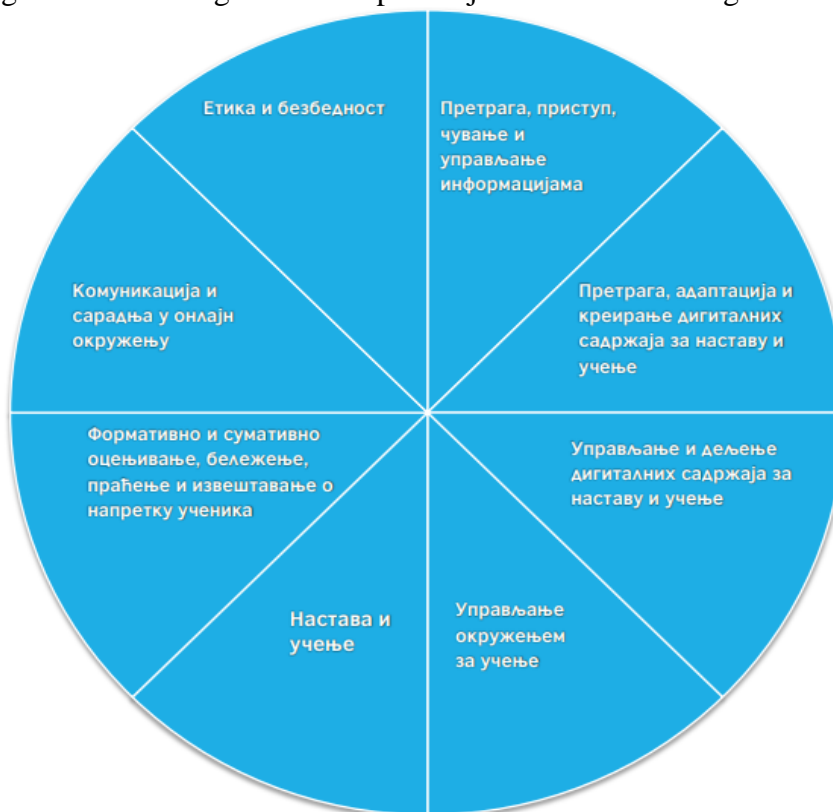 Етика и безбедност
Претрага, приступ,
чување и
управљање
информацијама
Претрага, адаптација и
креирање дигиталних
садржаја за наставу и
учење
Управљање и дељење
дигиталних садржаја за
наставу и учење
Управљање
окружењем
за учење
Настава и
учење
Формативно и сумативно
оцењивање, бележење,
праћење и извештавање о
напретку ученика
Комуникација и
сарадња у онлајн
окружењу